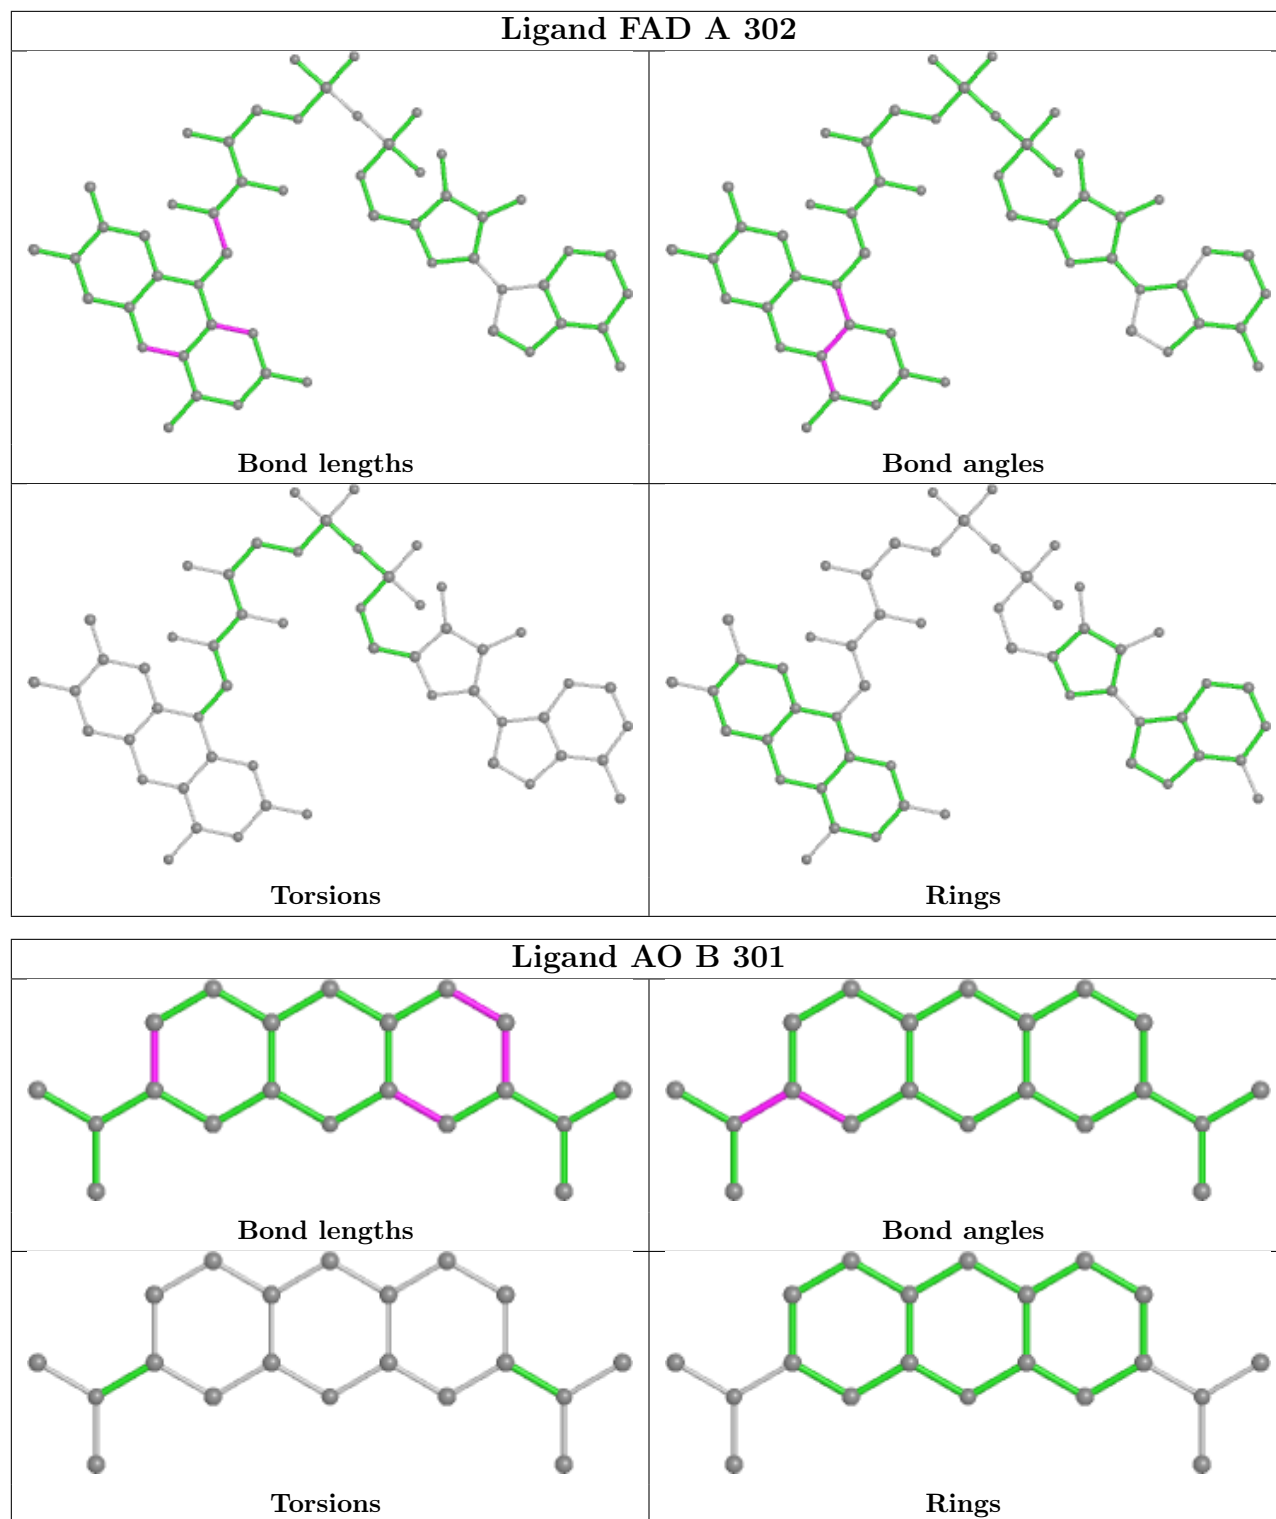 Ligand FAD A 302
Bond lengths
Bond angles
Torsions
Rings
Ligand AO B 301
Bond lengths
Bond angles
Torsions
Rings